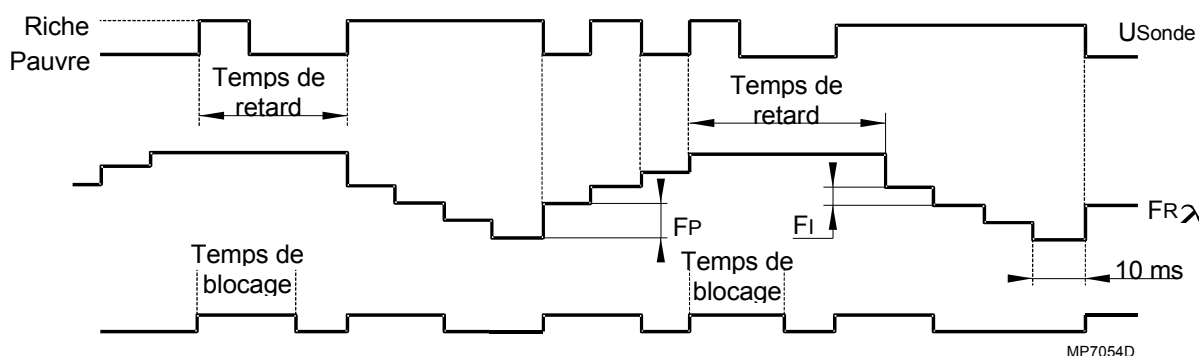 Riche
Pauvre
USonde
Temps de
retard
Temps de
retard
FP
FI
FRλ
Temps de
blocage
Temps de
blocage
10 ms
MP7054D